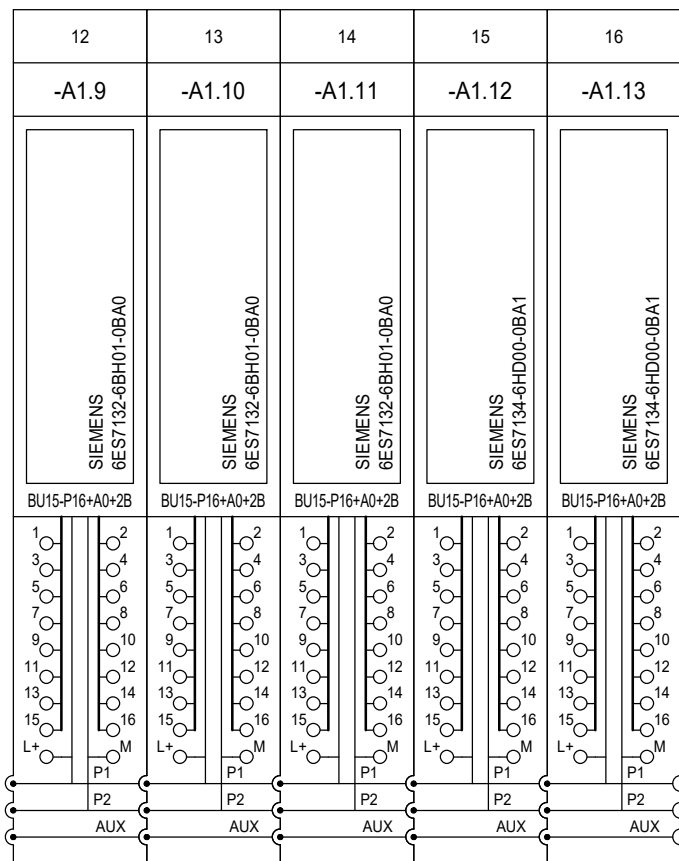 12 13 14 15 16
-A1.9 -A1.10 -A1.11 -A1.12 -A1.13
SIEMENS
6ES7132-6BH01-0BA0
SIEMENS
6ES7132-6BH01-0BA0
SIEMENS
6ES7132-6BH01-0BA0
SIEMENS
6ES7134-6HD00-0BA1
SIEMENS
6ES7134-6HD00-0BA1
BU15-P16+A0+2B BU15-P16+A0+2B BU15-P16+A0+2B BU15-P16+A0+2B BU15-P16+A0+2B
1 2 1 2 1 2 1 2 1 2
3 4 3 4 3 4 3 4 3 4
5 6 5 6 5 6 5 6 5 6
7 8 7 8 7 8 7 8 7 8
9 10 9 10 9 10 9 10 9 10
11 12 11 12 11 12 11 12 11 12
13 14 13 14 13 14 13 14 13 14
15 16 15 16 15 16 15 16 15 16
L+ M L+ M L+ M L+ M L+ M
P1 P1 P1 P1 P1
P2 P2 P2 P2 P2
AUX AUX AUX AUX AUX